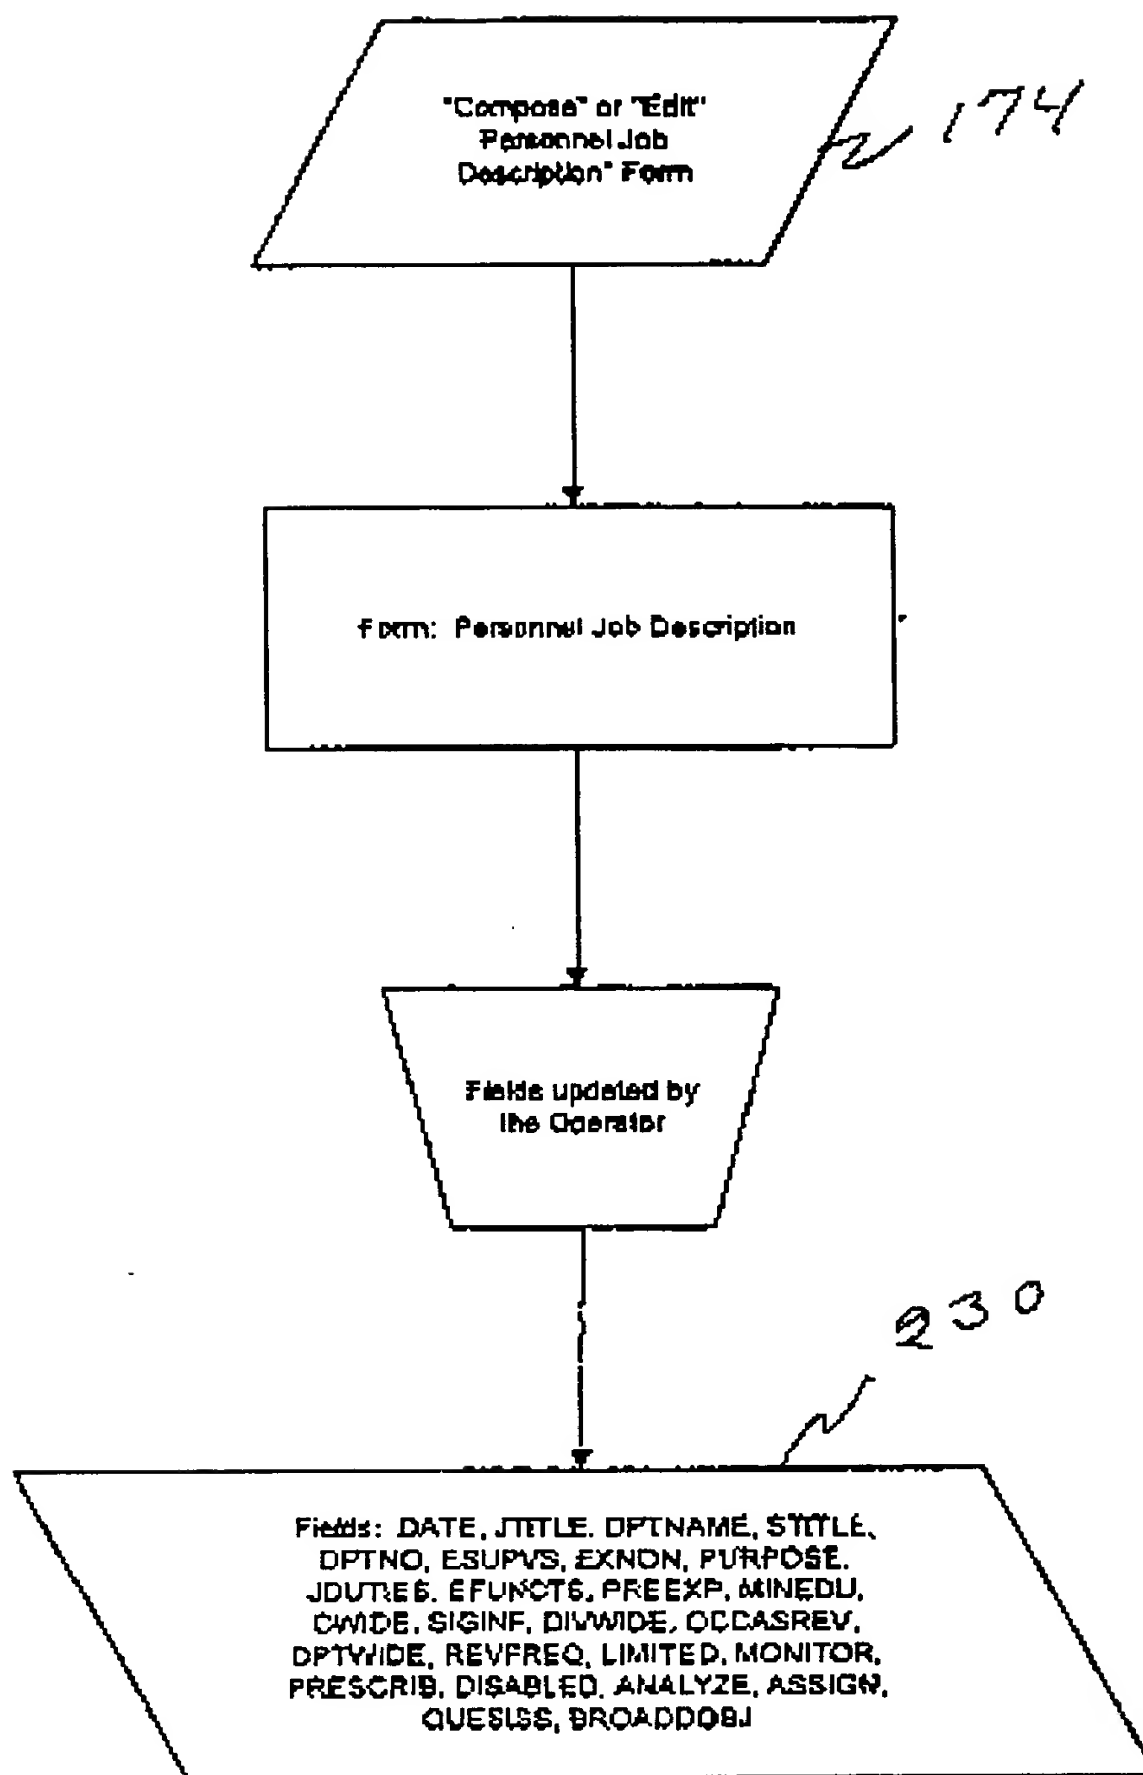 "Compose" or "Edit"
Personnel Job
Description" Form
174
Form: Personnel Job Description
Fields updated by
the Operator
230
Fields: DATE, JTITLE, DPTNAME, STITLE,
DPTNO, ESUPVS, EXNON, PURPOSE,
JDUTIES, EFUNCTS, PREEXP, MINEDU,
CWIDE, SIGINF, DIVWIDE, OCCASREV,
DPTWIDE, REVFREQ, LIMITED, MONITOR,
PRESCRIB, DISABLED, ANALYZE, ASSIGN,
BROADDOBJ